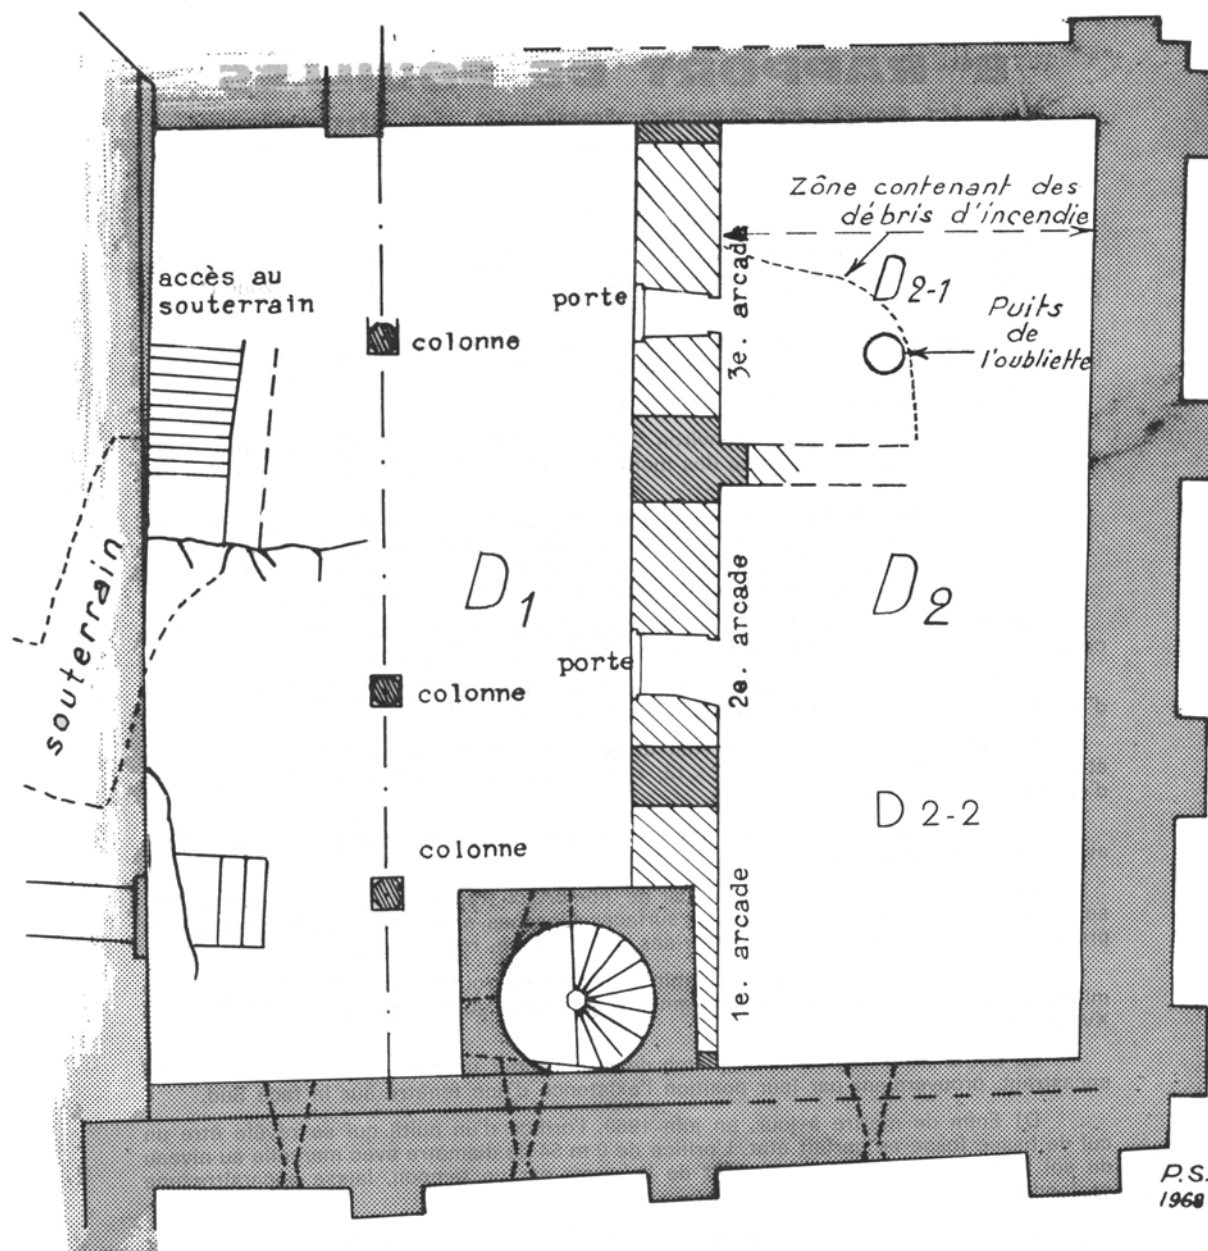 Zône contenant des
débris d'incendie
D2-1
Puits
de
l'oubliette
accès au
souterrain
porte
3e. arcade
colonne
souterrain
D1
D2
2e. arcade
porte
colonne
D 2-2
colonne
1e. arcade
P.S.
1968